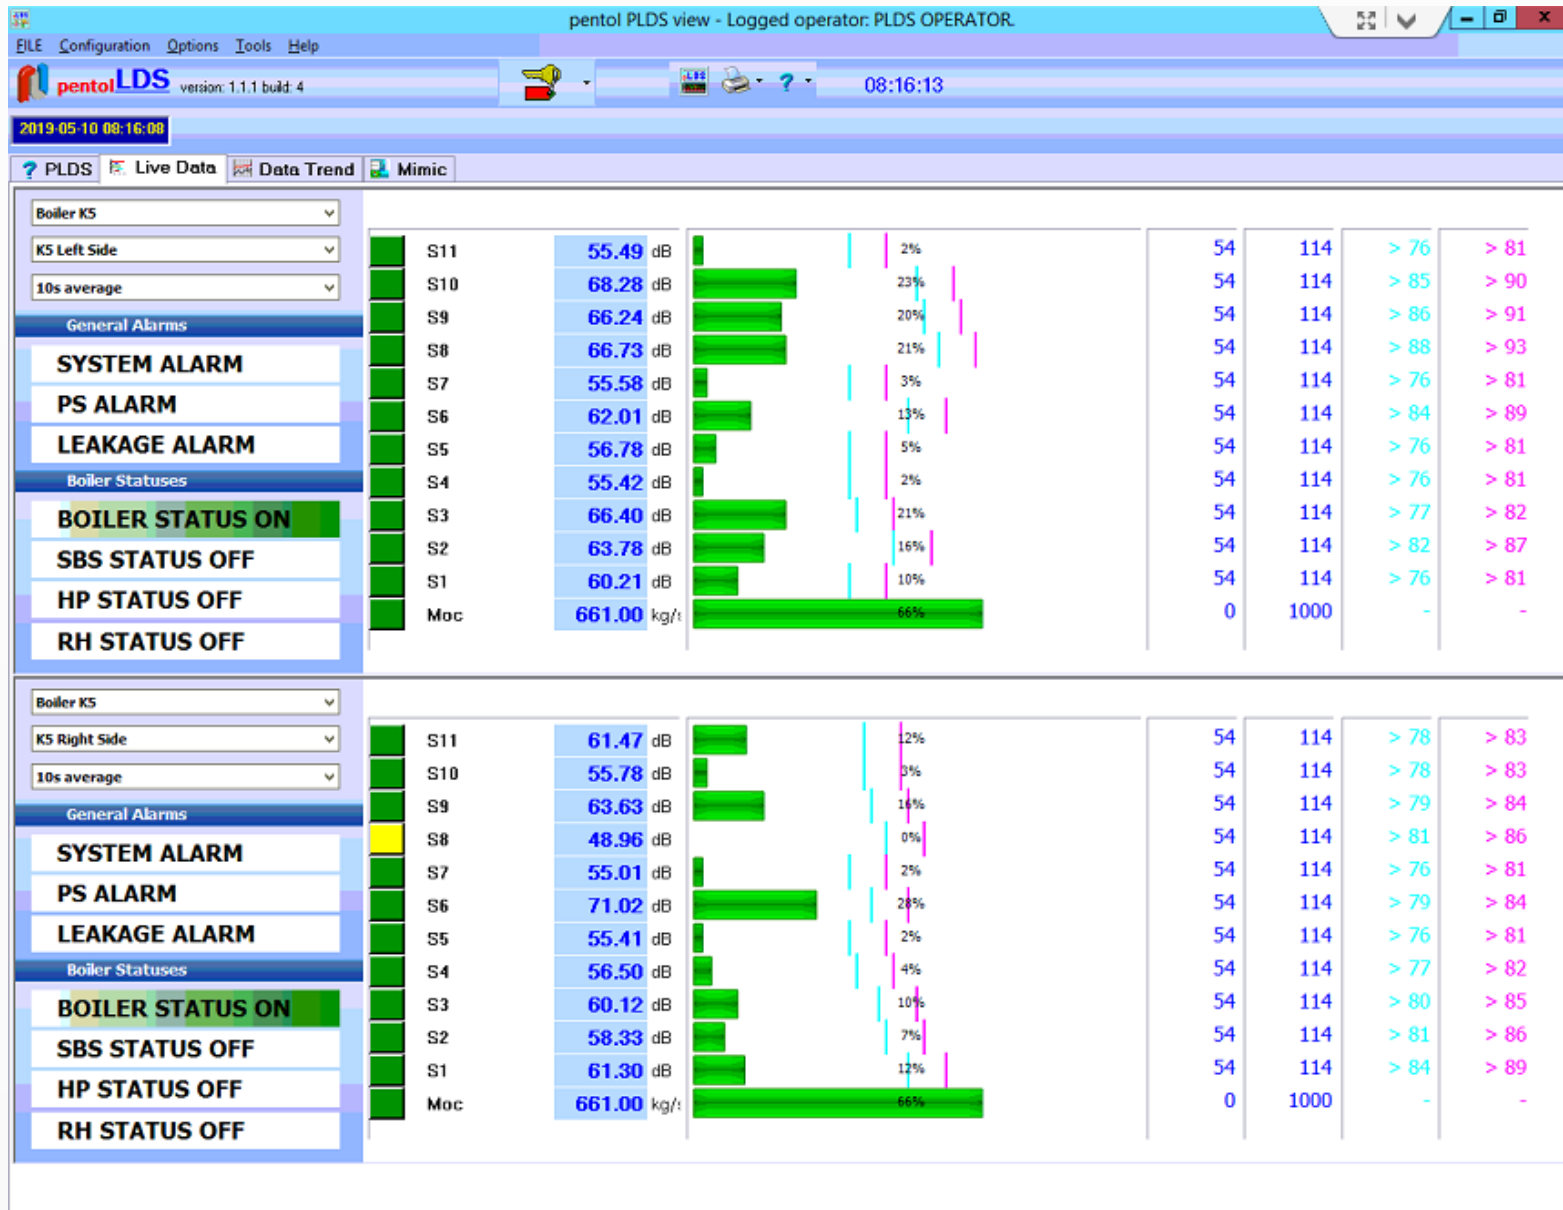 pentol PLDS view - Logged operator: PLDS OPERATOR.
FILE Configuration Options Tools Help
pentol LDS version: 1.1.1 build: 4 08:16:13
2019-05-10 08:16:08
? PLDS Live Data Data Trend Mimic
Boiler K5
K5 Left Side
10s average
General Alarms
SYSTEM ALARM
PS ALARM
LEAKAGE ALARM
Boiler Statuses
BOILER STATUS ON
SBS STATUS OFF
HP STATUS OFF
RH STATUS OFF
S11 55.49 dB 2% 54 114 > 76 > 81
S10 68.28 dB 23% 54 114 > 85 > 90
S9 66.24 dB 20% 54 114 > 86 > 91
S8 66.73 dB 21% 54 114 > 88 > 93
S7 55.58 dB 3% 54 114 > 76 > 81
S6 62.01 dB 13% 54 114 > 84 > 89
S5 56.78 dB 5% 54 114 > 76 > 81
S4 55.42 dB 2% 54 114 > 76 > 81
S3 66.40 dB 21% 54 114 > 77 > 82
S2 63.78 dB 16% 54 114 > 82 > 87
S1 60.21 dB 10% 54 114 > 76 > 81
Moc 661.00 kg/s 66% 0 1000 - -
Boiler K5
K5 Right Side
10s average
General Alarms
SYSTEM ALARM
PS ALARM
LEAKAGE ALARM
Boiler Statuses
BOILER STATUS ON
SBS STATUS OFF
HP STATUS OFF
RH STATUS OFF
S11 61.47 dB 12% 54 114 > 78 > 83
S10 55.78 dB 3% 54 114 > 78 > 83
S9 63.63 dB 16% 54 114 > 79 > 84
S8 48.96 dB 0% 54 114 > 81 > 86
S7 55.01 dB 2% 54 114 > 76 > 81
S6 71.02 dB 28% 54 114 > 79 > 84
S5 55.41 dB 2% 54 114 > 76 > 81
S4 56.50 dB 4% 54 114 > 77 > 82
S3 60.12 dB 10% 54 114 > 80 > 85
S2 58.33 dB 7% 54 114 > 81 > 86
S1 61.30 dB 12% 54 114 > 84 > 89
Moc 661.00 kg/s 66% 0 1000 - -